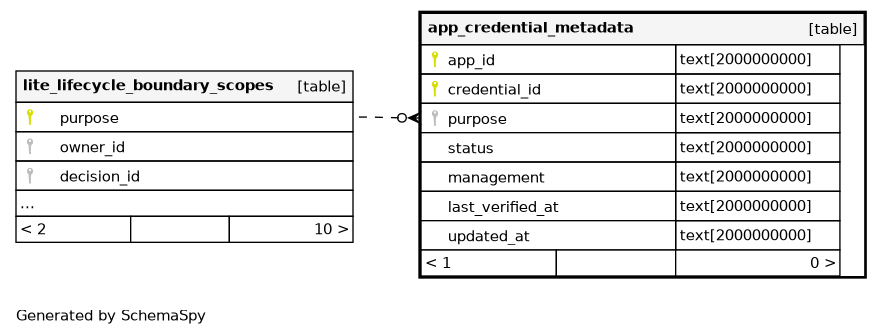 lite_lifecycle_boundary_scopes [table]
purpose
owner_id
decision_id
...
< 2 10 >
app_credential_metadata [table]
app_id text[2000000000]
credential_id text[2000000000]
purpose text[2000000000]
status text[2000000000]
management text[2000000000]
last_verified_at text[2000000000]
updated_at text[2000000000]
< 1 0 >
Generated by SchemaSpy